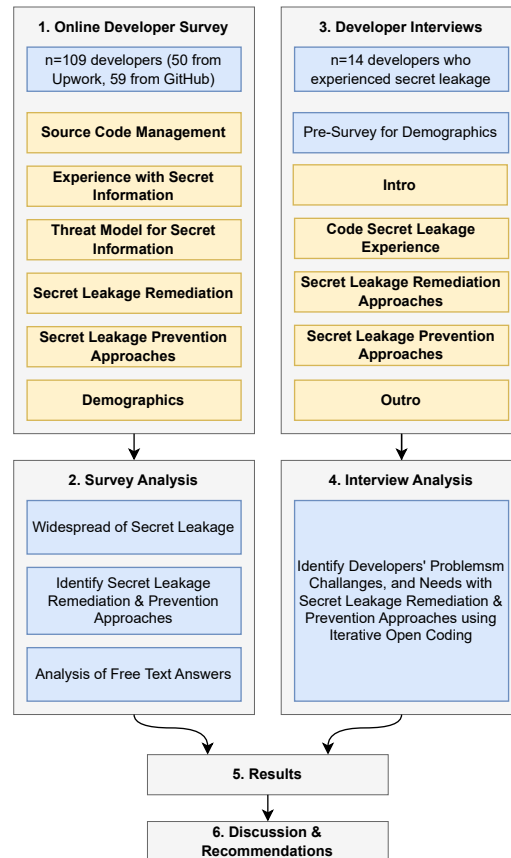 1. Online Developer Survey
n=109 developers (50 from
Upwork, 59 from GitHub)
Source Code Management
Experience with Secret
Information
Threat Model for Secret
Information
Secret Leakage Remediation
Secret Leakage Prevention
Approaches
Demographics
3. Developer Interviews
n=14 developers who
experienced secret leakage
Pre-Survey for Demographics
Intro
Code Secret Leakage
Experience
Secret Leakage Remediation
Approaches
Secret Leakage Prevention
Approaches
Outro
2. Survey Analysis
Widespread of Secret Leakage
Identify Secret Leakage
Remediation & Prevention
Approaches
Analysis of Free Text Answers
4. Interview Analysis
Identify Developers' Problemsm
Challanges, and Needs with
Secret Leakage Remediation &
Prevention Approaches using
Iterative Open Coding
5. Results
6. Discussion &
Recommendations